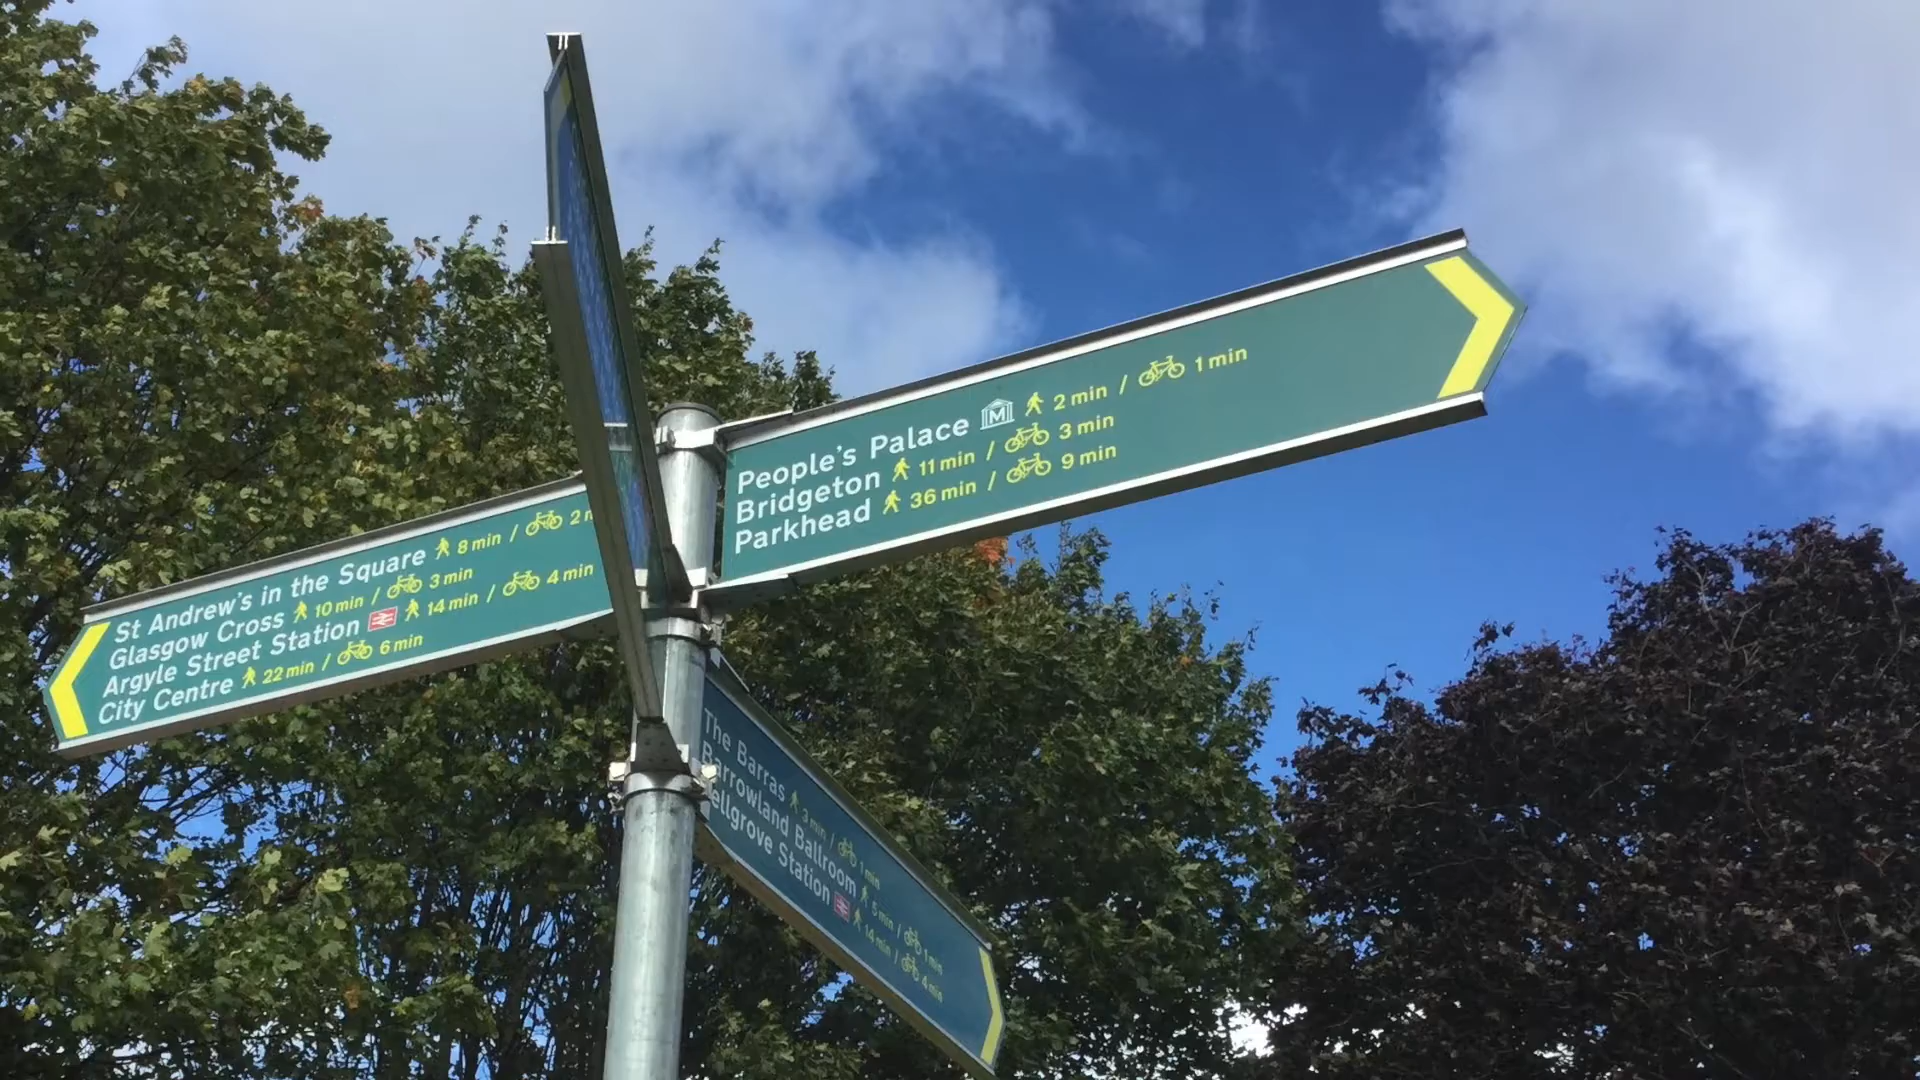 People's Palace M 2 min / 1 min
Bridgeton 11 min / 3 min
Parkhead 36 min / 9 min
St Andrew's in the Square 8 min / 2
Glasgow Cross 10 min / 3 min
Argyle Street Station 14 min / 4 min
City Centre 22 min / 6 min
The Barras 3 min / 1 min
Barrowland Ballroom 5 min / 1 min
ellgrove Station 14 min / 4 min